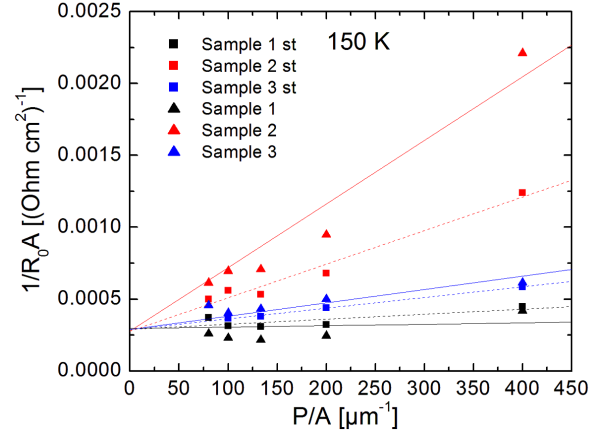 0.0025
0.0020
0.0015
0.0010
0.0005
0.0000
1/R₀A [(Ohm cm²)⁻¹]
150 K
Sample 1 st
Sample 2 st
Sample 3 st
Sample 1
Sample 2
Sample 3
0 50 100 150 200 250 300 350 400 450
P/A [µm⁻¹]